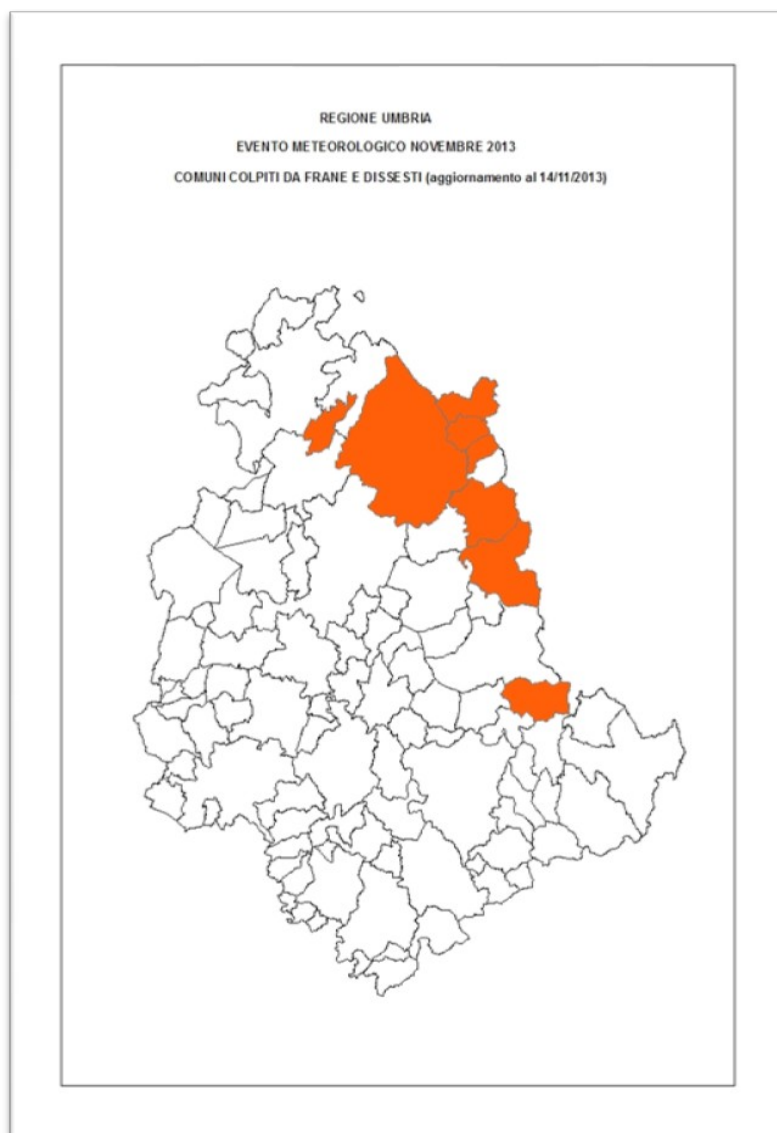 REGIONE UMBRIA
EVENTO METEOROLOGICO NOVEMBRE 2013
COMUNI COLPITI DA FRANE E DISSESTI (aggiornamento al 14/11/2013)